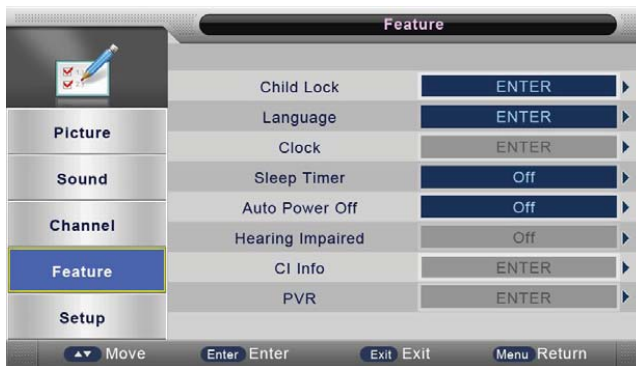 Feature
Child Lock ENTER
Language ENTER
Clock ENTER
Sleep Timer Off
Auto Power Off Off
Hearing Impaired Off
CI Info ENTER
PVR ENTER
Picture
Sound
Channel
Feature
Setup
Move Enter Enter Exit Exit Menu Return